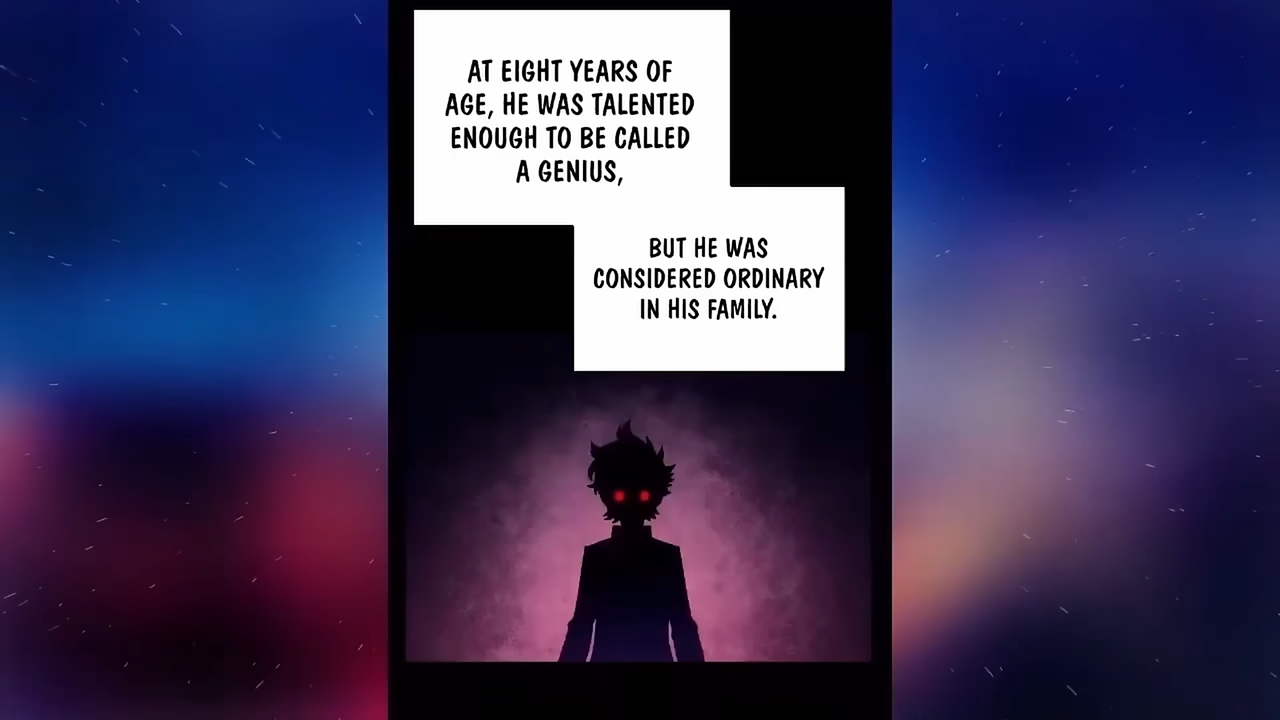 AT EIGHT YEARS OF
AGE, HE WAS TALENTED
ENOUGH TO BE CALLED
A GENIUS,
BUT HE WAS
CONSIDERED ORDINARY
IN HIS FAMILY.